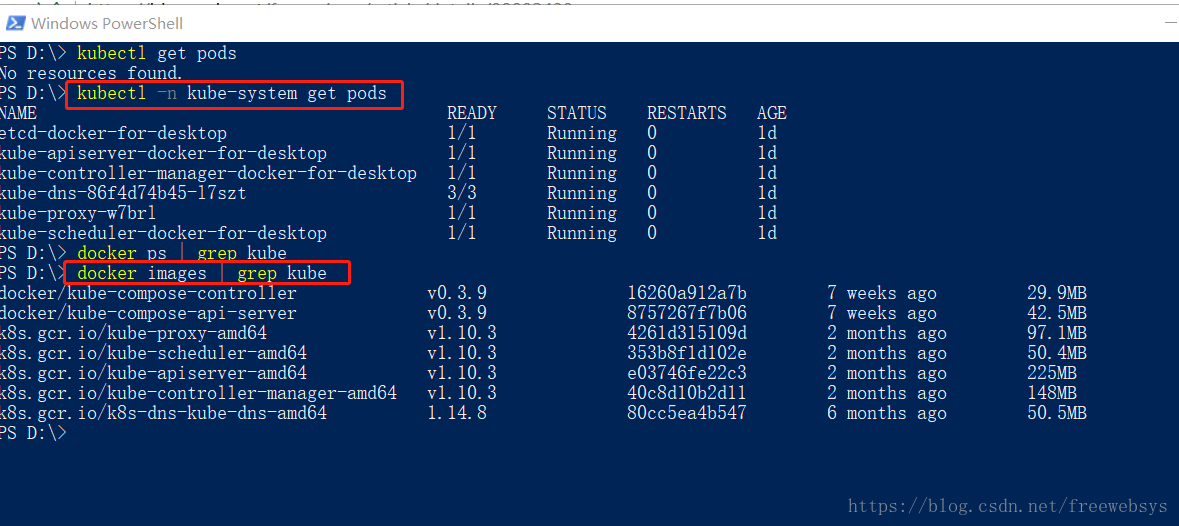 Windows PowerShell
PS D:\> kubectl get pods
No resources found.
PS D:\> kubectl -n kube-system get pods
NAME READY STATUS RESTARTS AGE
etcd-docker-for-desktop 1/1 Running 0 1d
kube-apiserver-docker-for-desktop 1/1 Running 0 1d
kube-controller-manager-docker-for-desktop 1/1 Running 0 1d
kube-dns-86f4d74b45-l7szt 3/3 Running 0 1d
kube-proxy-w7brl 1/1 Running 0 1d
kube-scheduler-docker-for-desktop 1/1 Running 0 1d
PS D:\> docker ps | grep kube
PS D:\> docker images | grep kube
docker/kube-compose-controller v0.3.9 16260a912a7b 7 weeks ago 29.9MB
docker/kube-compose-api-server v0.3.9 8757267f7b06 7 weeks ago 42.5MB
k8s.gcr.io/kube-proxy-amd64 v1.10.3 4261d315109d 2 months ago 97.1MB
k8s.gcr.io/kube-scheduler-amd64 v1.10.3 353b8f1d102e 2 months ago 50.4MB
k8s.gcr.io/kube-apiserver-amd64 v1.10.3 e03746fe22c3 2 months ago 225MB
k8s.gcr.io/kube-controller-manager-amd64 v1.10.3 40c8d10b2d11 2 months ago 148MB
k8s.gcr.io/k8s-dns-kube-dns-amd64 1.14.8 80cc5ea4b547 6 months ago 50.5MB
PS D:\>
https://blog.csdn.net/freewebsys